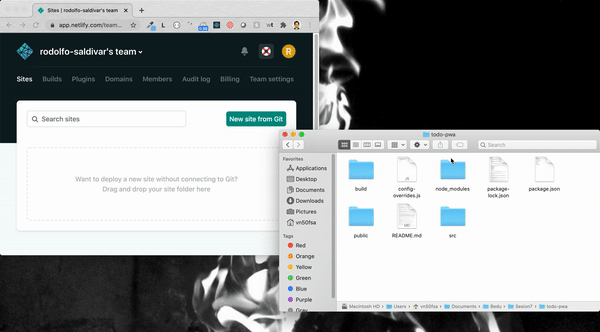 Sites | rodolfo-saldivar's team
app.netlify.com/team...
rodolfo-saldivar's team
R
Sites Builds Plugins Domains Members Audit log Billing Team settings
Search sites
New site from Git
Want to deploy a new site without connecting to Git?
Drag and drop your site folder here
todo-pwa
Search
Favorites
Applications
Desktop
Documents
Downloads
Pictures
vn50fsa
Tags
Red
Orange
Yellow
Green
Blue
Purple
Gray
build
config-overrides.js
node_modules
package-lock.json
package.json
public
README.md
src
Macintosh HD › Users › vn50fsa › Documents › Bedu › Sesion7 › todo-pwa